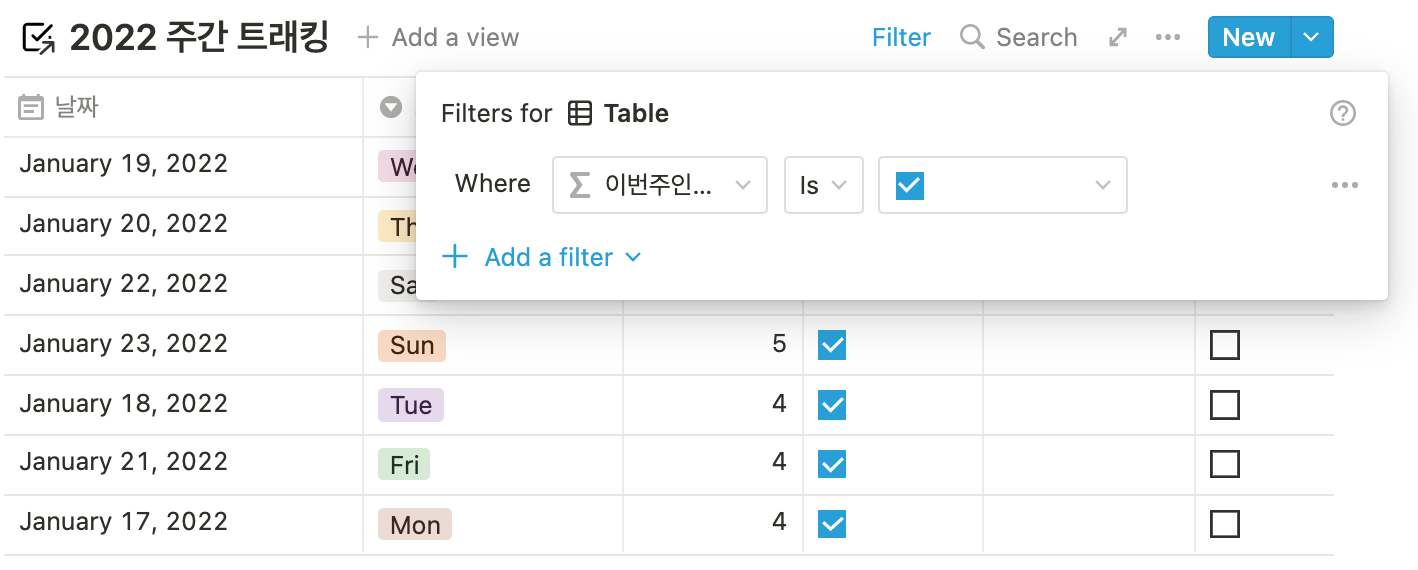 2022 주간 트래킹 Add a view Filter Search New
날짜
Filters for Table
Where 이번주인... Is
Add a filter
January 19, 2022
January 20, 2022 Th
January 22, 2022 Sa
January 23, 2022 Sun 5
January 18, 2022 Tue 4
January 21, 2022 Fri 4
January 17, 2022 Mon 4